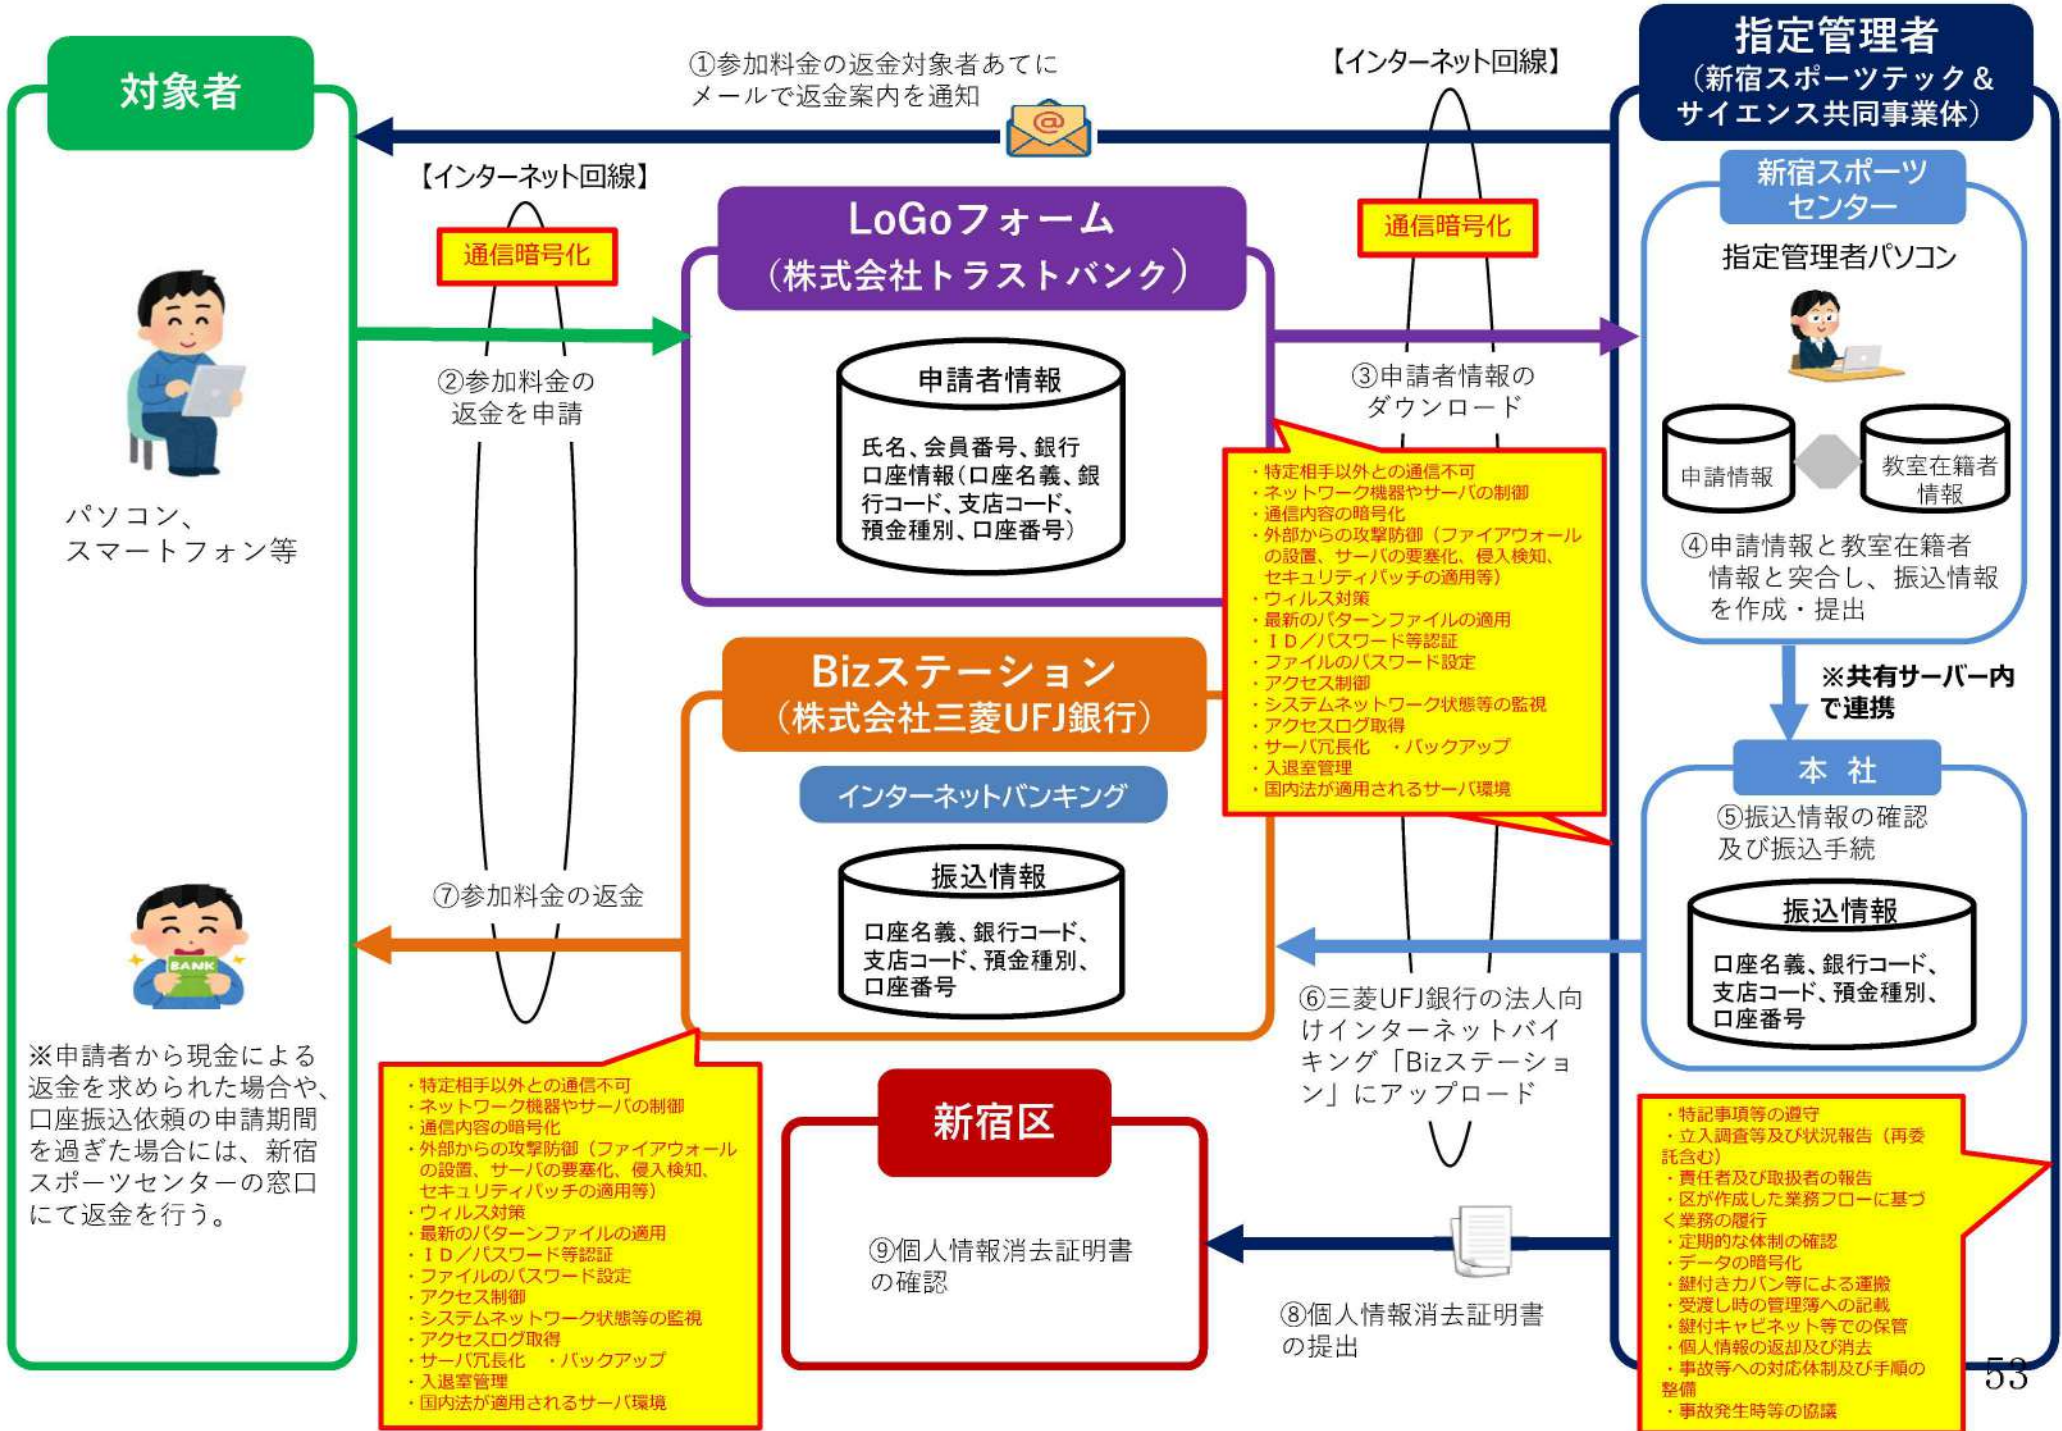 対象者
①参加料金の返金対象者あてに
メールで返金案内を通知
@
【インターネット回線】
指定管理者
（新宿スポーツテック＆
サイエンス共同事業体）
【インターネット回線】
通信暗号化
LoGoフォーム
（株式会社トラストバンク）
通信暗号化
新宿スポーツ
センター
指定管理者パソコン
②参加料金の
返金を申請
申請者情報
氏名、会員番号、銀行
口座情報（口座名義、銀
行コード、支店コード、
預金種別、口座番号）
③申請者情報の
ダウンロード
申請情報
教室在籍者
情報
④申請情報と教室在籍者
情報と突合し、振込情報
を作成・提出
パソコン、
スマートフォン等
・特定相手以外との通信不可
・ネットワーク機器やサーバの制御
・通信内容の暗号化
・外部からの攻撃防御（ファイアウォール
の設置、サーバの要塞化、侵入検知、
セキュリティパッチの適用等）
・ウィルス対策
・最新のパターンファイルの適用
・ＩＤ／パスワード等認証
・ファイルのパスワード設定
・アクセス制御
・システムネットワーク状態等の監視
・アクセスログ取得
・サーバ冗長化　・バックアップ
・入退室管理
・国内法が適用されるサーバ環境
※共有サーバー内
で連携
Bizステーション
（株式会社三菱UFJ銀行）
インターネットバンキング
振込情報
口座名義、銀行コード、
支店コード、預金種別、
口座番号
本 社
⑤振込情報の確認
及び振込手続
振込情報
口座名義、銀行コード、
支店コード、預金種別、
口座番号
⑦参加料金の返金
BANK
⑥三菱UFJ銀行の法人向
けインターネットバイ
キング「Bizステーショ
ン」にアップロード
※申請者から現金による
返金を求められた場合や、
口座振込依頼の申請期間
を過ぎた場合には、新宿
スポーツセンターの窓口
にて返金を行う。
・特定相手以外との通信不可
・ネットワーク機器やサーバの制御
・通信内容の暗号化
・外部からの攻撃防御（ファイアウォール
の設置、サーバの要塞化、侵入検知、
セキュリティパッチの適用等）
・ウィルス対策
・最新のパターンファイルの適用
・ＩＤ／パスワード等認証
・ファイルのパスワード設定
・アクセス制御
・システムネットワーク状態等の監視
・アクセスログ取得
・サーバ冗長化　・バックアップ
・入退室管理
・国内法が適用されるサーバ環境
新宿区
⑨個人情報消去証明書
の確認
⑧個人情報消去証明書
の提出
・特記事項等の遵守
・立入調査等及び状況報告（再委
託含む）
・責任者及び取扱者の報告
・区が作成した業務フローに基づ
く業務の履行
・定期的な体制の確認
・データの暗号化
・鍵付きカバン等による運搬
・受渡し時の管理簿への記載
・鍵付キャビネット等での保管
・個人情報の返却及び消去
・事故等への対応体制及び手順の
整備
・事故発生時等の協議
53